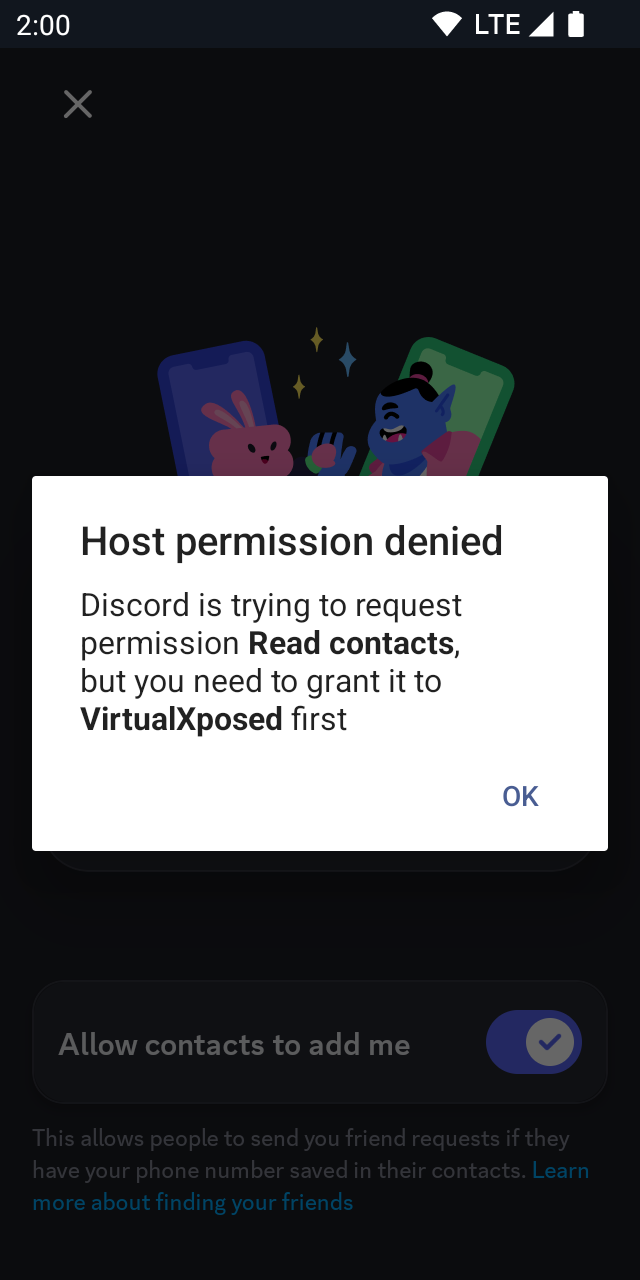 2:00
LTE
Host permission denied
Discord is trying to request
permission Read contacts,
but you need to grant it to
VirtualXposed first
OK
Allow contacts to add me
This allows people to send you friend requests if they
have your phone number saved in their contacts. Learn
more about finding your friends